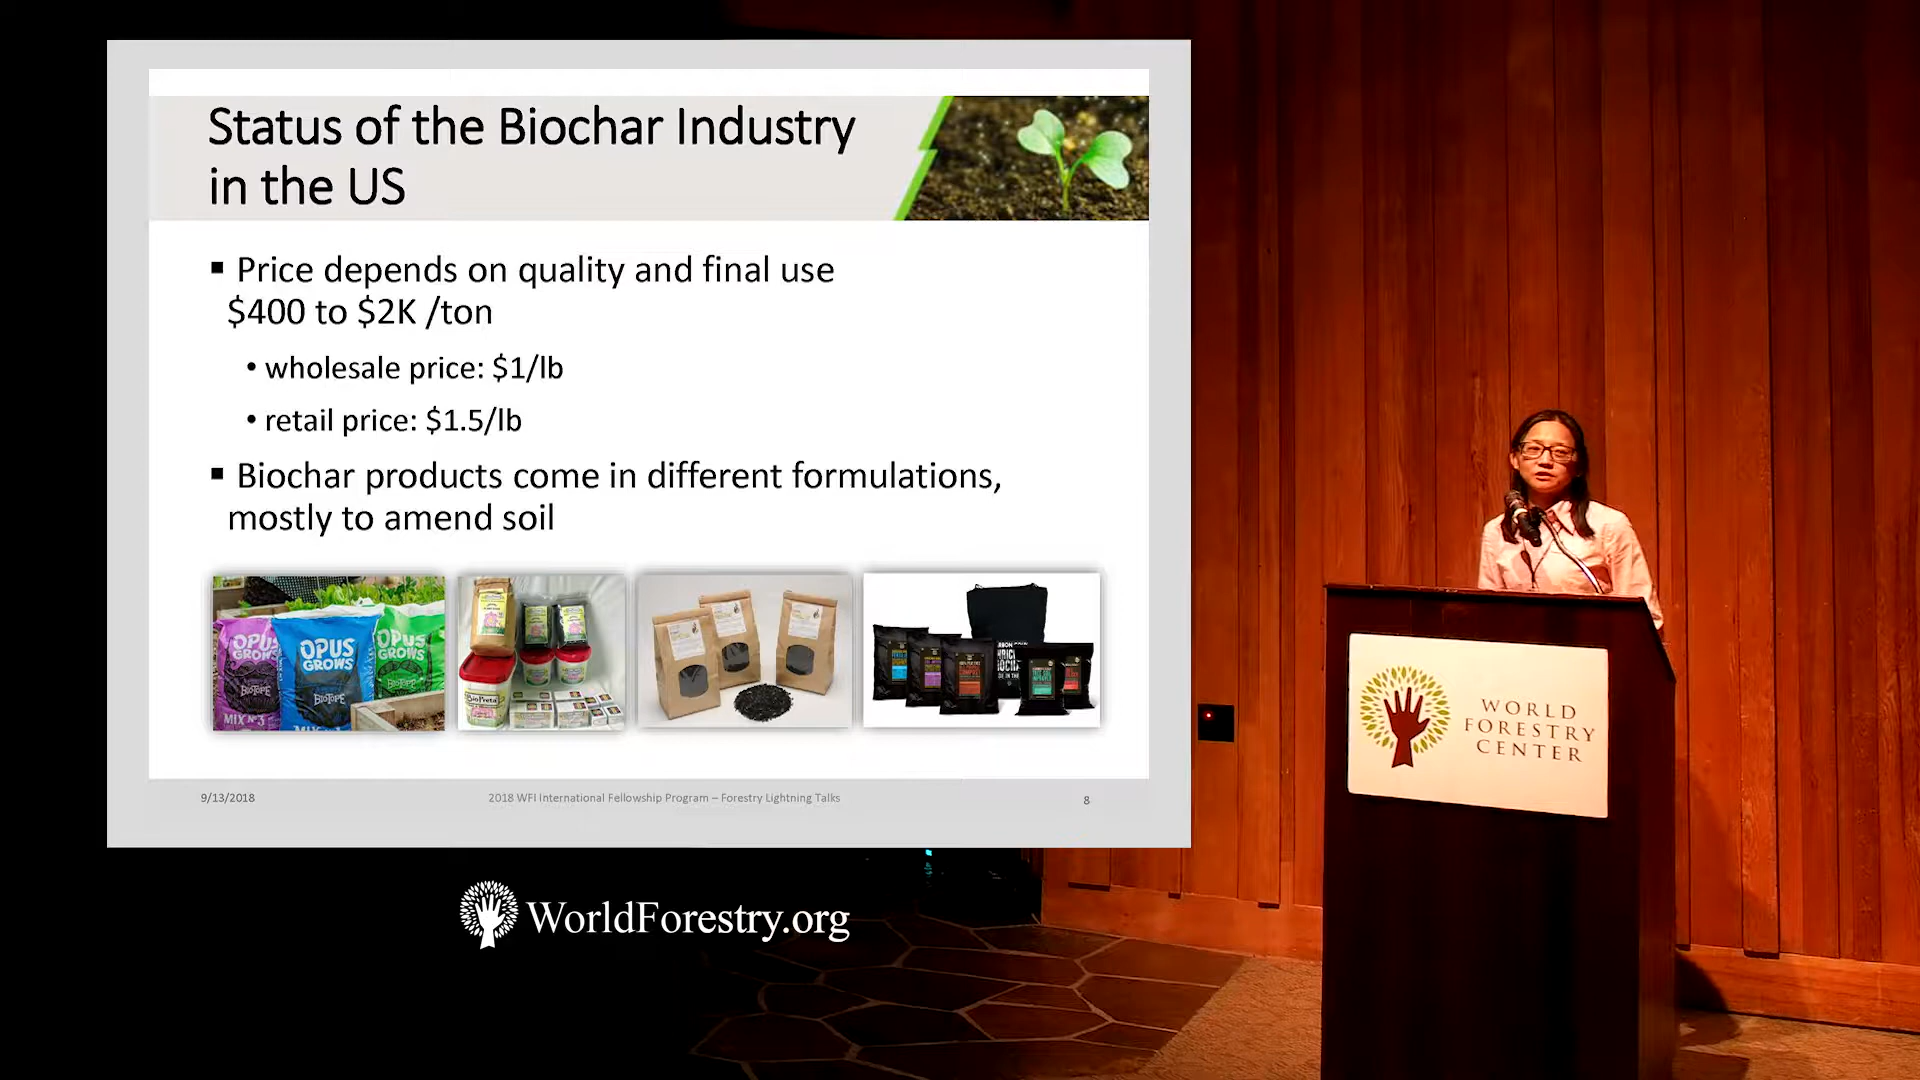 Status of the Biochar Industry
in the US
▪ Price depends on quality and final use
$400 to $2K /ton
• wholesale price: $1/lb
• retail price: $1.5/lb
▪ Biochar products come in different formulations,
mostly to amend soil
OPUS
GROWS
BIOTOPE
MIX Nº3
OPUS
GROWS
BIOTOPE
OPUS
GROWS
BIOTOPE
9/13/2018
2018 WFI International Fellowship Program – Forestry Lightning Talks
8
WorldForestry.org
WORLD
FORESTRY
CENTER